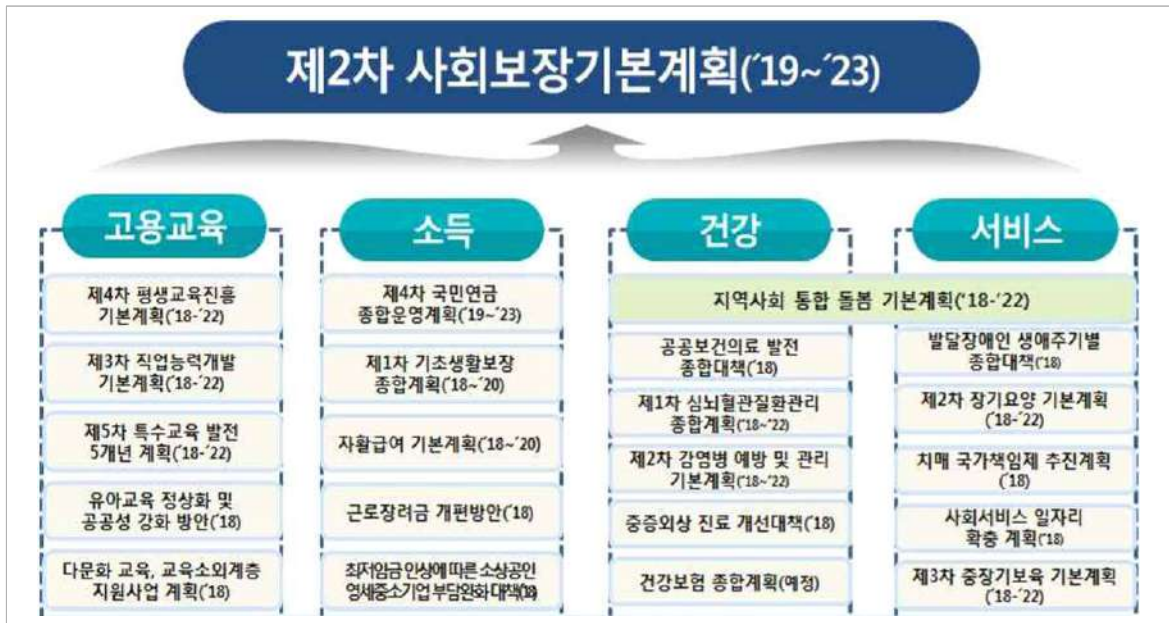 제2차 사회보장기본계획(´19~´23)
고용교육
제4차 평생교육진흥
기본계획(´18-´22)
제3차 직업능력개발
기본계획(´18-´22)
제5차 특수교육 발전
5개년 계획(´18-´22)
유아교육 정상화 및
공공성 강화 방안(´18)
다문화 교육, 교육소외계층
지원사업 계획(´18)
소득
제4차 국민연금
종합운영계획(´19~´23)
제1차 기초생활보장
종합계획(´18~´20)
자활급여 기본계획(´18~´20)
근로장려금 개편방안(´18)
최저임금 인상에 따른 소상공인
영세중소기업 부담완화 대책(´18)
건강
서비스
지역사회 통합 돌봄 기본계획(‘18-´22)
공공보건의료 발전
종합대책(´18)
제1차 심뇌혈관질환관리
종합계획(´18~´22)
제2차 감염병 예방 및 관리
기본계획(´18~´22)
중증외상 진료 개선대책(´18)
건강보험 종합계획(예정)
발달장애인 생애주기별
종합대책(´18)
제2차 장기요양 기본계획
(´18-´22)
치매 국가책임제 추진계획
(´18)
사회서비스 일자리
확충 계획(´18)
제3차 중장기보육 기본계획
(´18-´22)